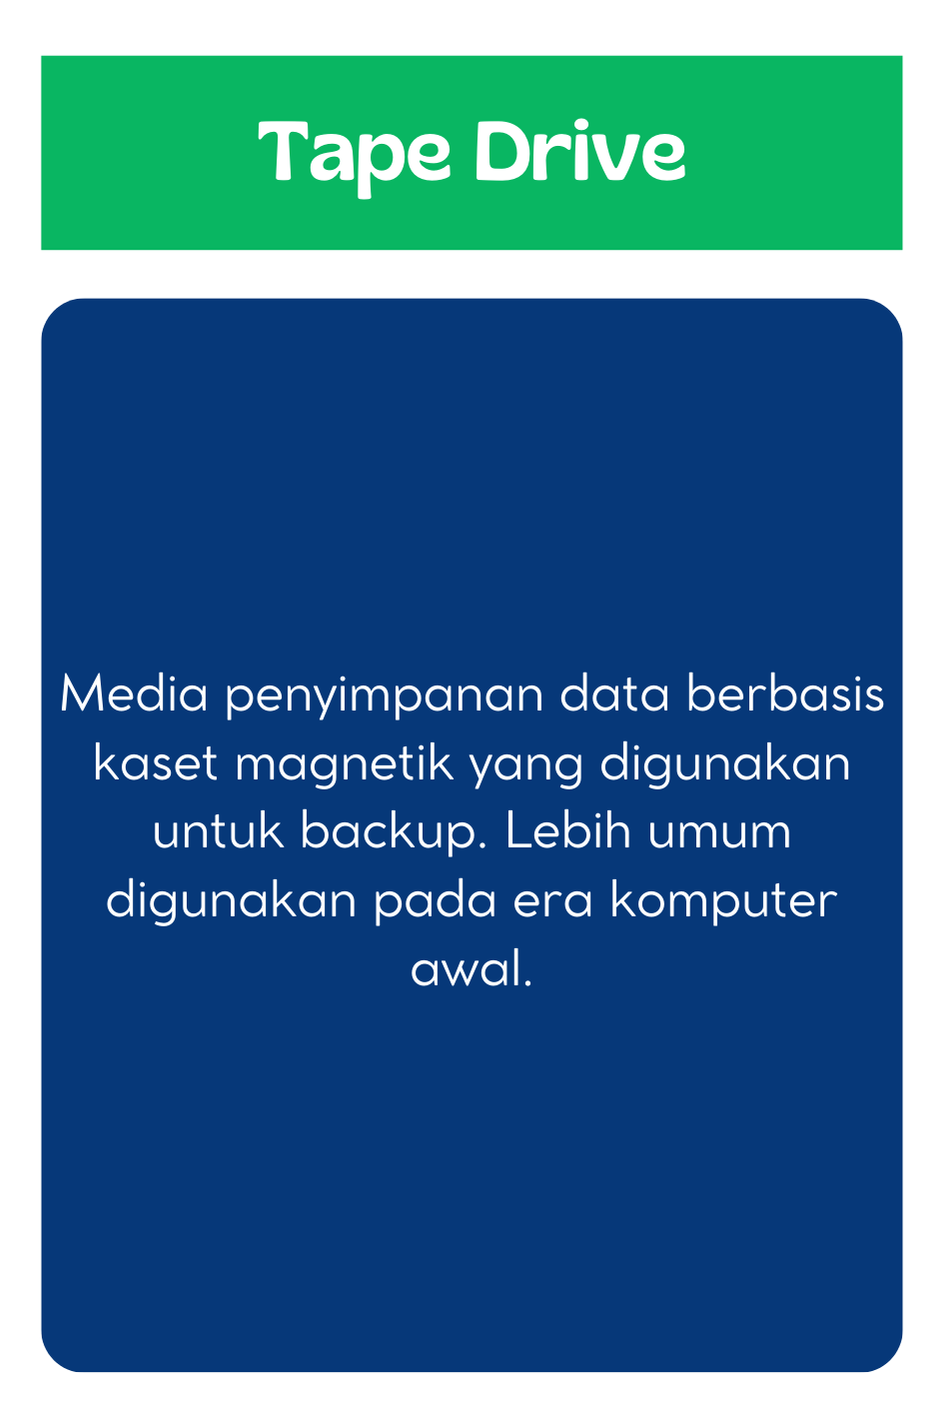 Tape Drive
Media penyimpanan data berbasis
kaset magnetik yang digunakan
untuk backup. Lebih umum
digunakan pada era komputer
awal.